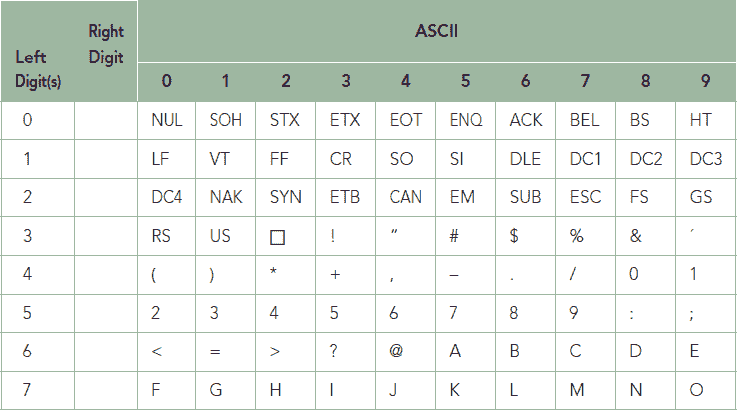 Right
ASCII
Left
Digit
Digit(s)
0 1 2 3 4 5 6 7 8 9
0 NUL SOH STX ETX EOT ENQ ACK BEL BS HT
1 LF VT FF CR SO SI DLE DC1 DC2 DC3
2 DC4 NAK SYN ETB CAN EM SUB ESC FS GS
3 RS US □ ! ” # $ % & ´
4 ( ) * + , – . / 0 1
5 2 3 4 5 6 7 8 9 : ;
6 < = > ? @ A B C D E
7 F G H I J K L M N O